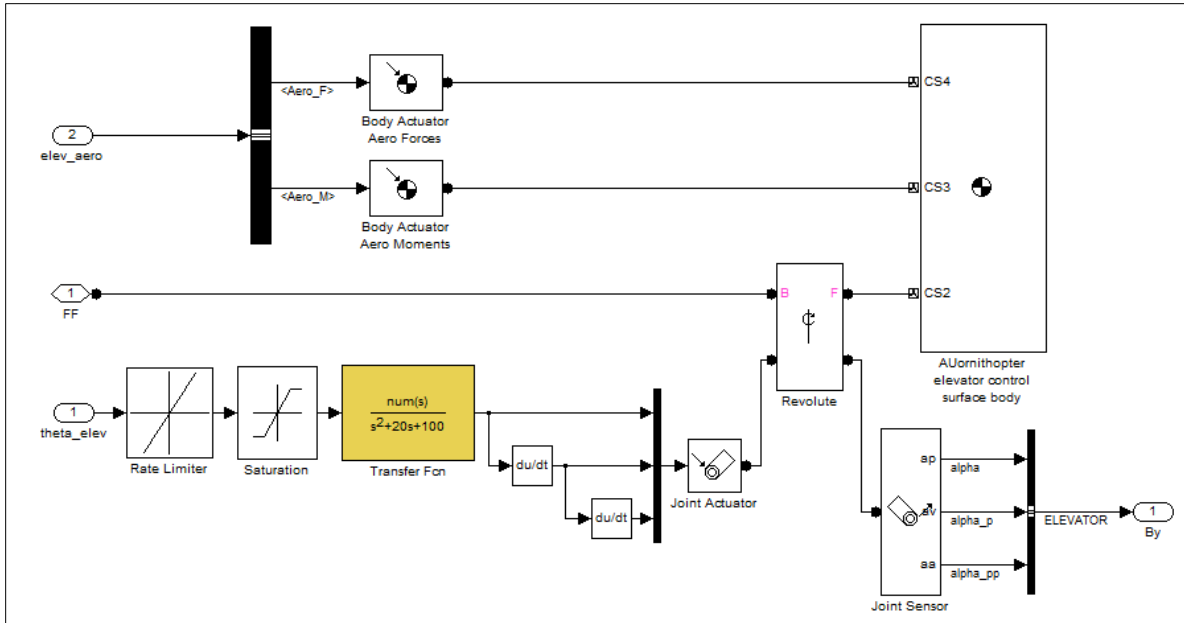 <Aero_F>
Body Actuator
Aero Forces
CS4
2
elev_aero
<Aero_M>
Body Actuator
Aero Moments
CS3
1
FF
B
F
CS2
Revolute
AUornithopter
elevator control
surface body
1
theta_elev
Rate Limiter
Saturation
num(s)
s²+20s+100
Transfer Fcn
du/dt
du/dt
Joint Actuator
ap
av
aa
Joint Sensor
alpha
alpha_p
alpha_pp
ELEVATOR
1
By